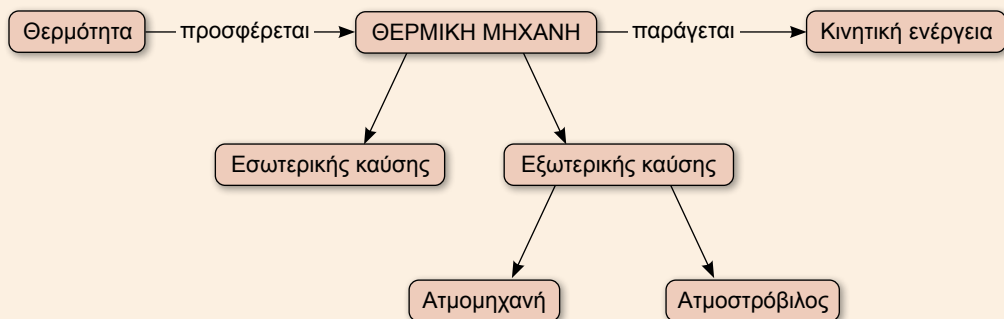 Θερμότητα προσφέρεται ΘΕΡΜΙΚΗ ΜΗΧΑΝΗ παράγεται Κινητική ενέργεια
Εσωτερικής καύσης Εξωτερικής καύσης
Ατμομηχανή Ατμοστρόβιλος